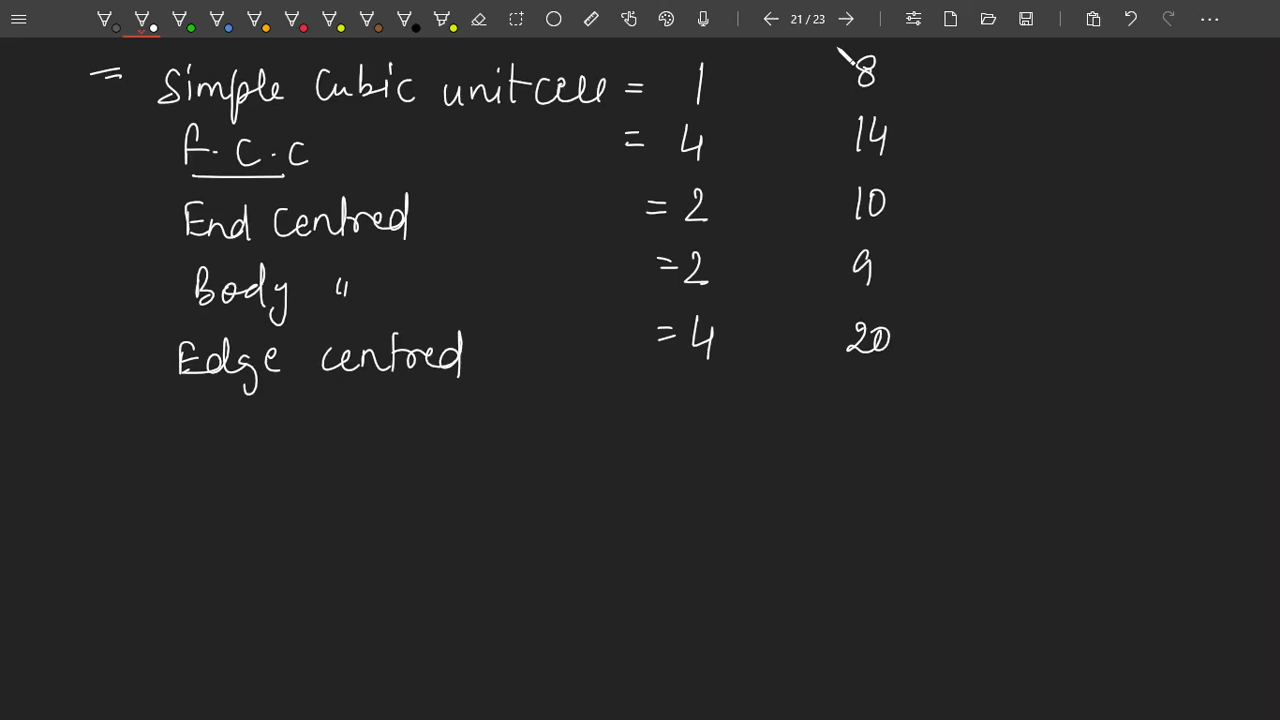 21 / 23
= Simple Cubic unitcell = 1 8
F.C.C = 4 14
End Centred = 2 10
Body " = 2 9
Edge centred = 4 20